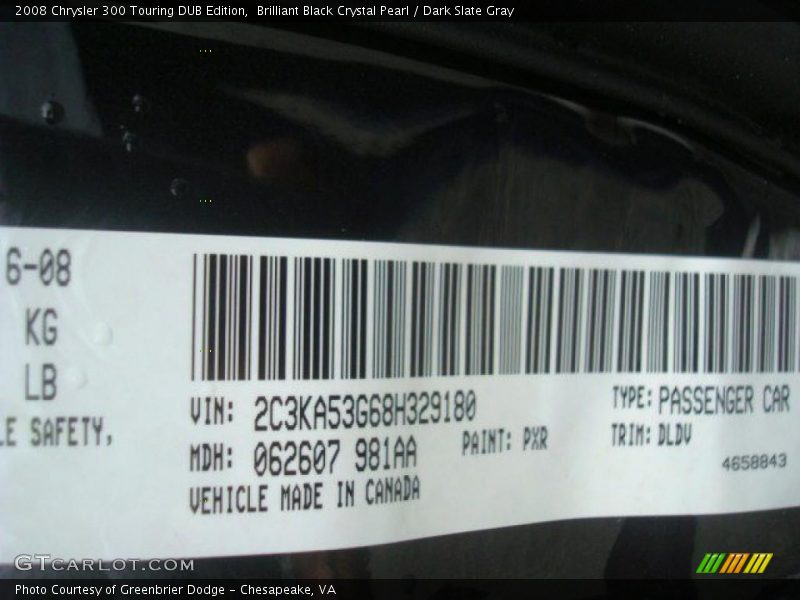 2008 Chrysler 300 Touring DUB Edition,  Brilliant Black Crystal Pearl / Dark Slate Gray
6-08
KG
LB
LE SAFETY,
VIN: 2C3KA53G68H329180
MDH: 062607 981AA
PAINT: PXR
VEHICLE MADE IN CANADA
TYPE: PASSENGER CAR
TRIM: DLDV
4658843
GTCARLOT.COM
Photo Courtesy of Greenbrier Dodge - Chesapeake, VA